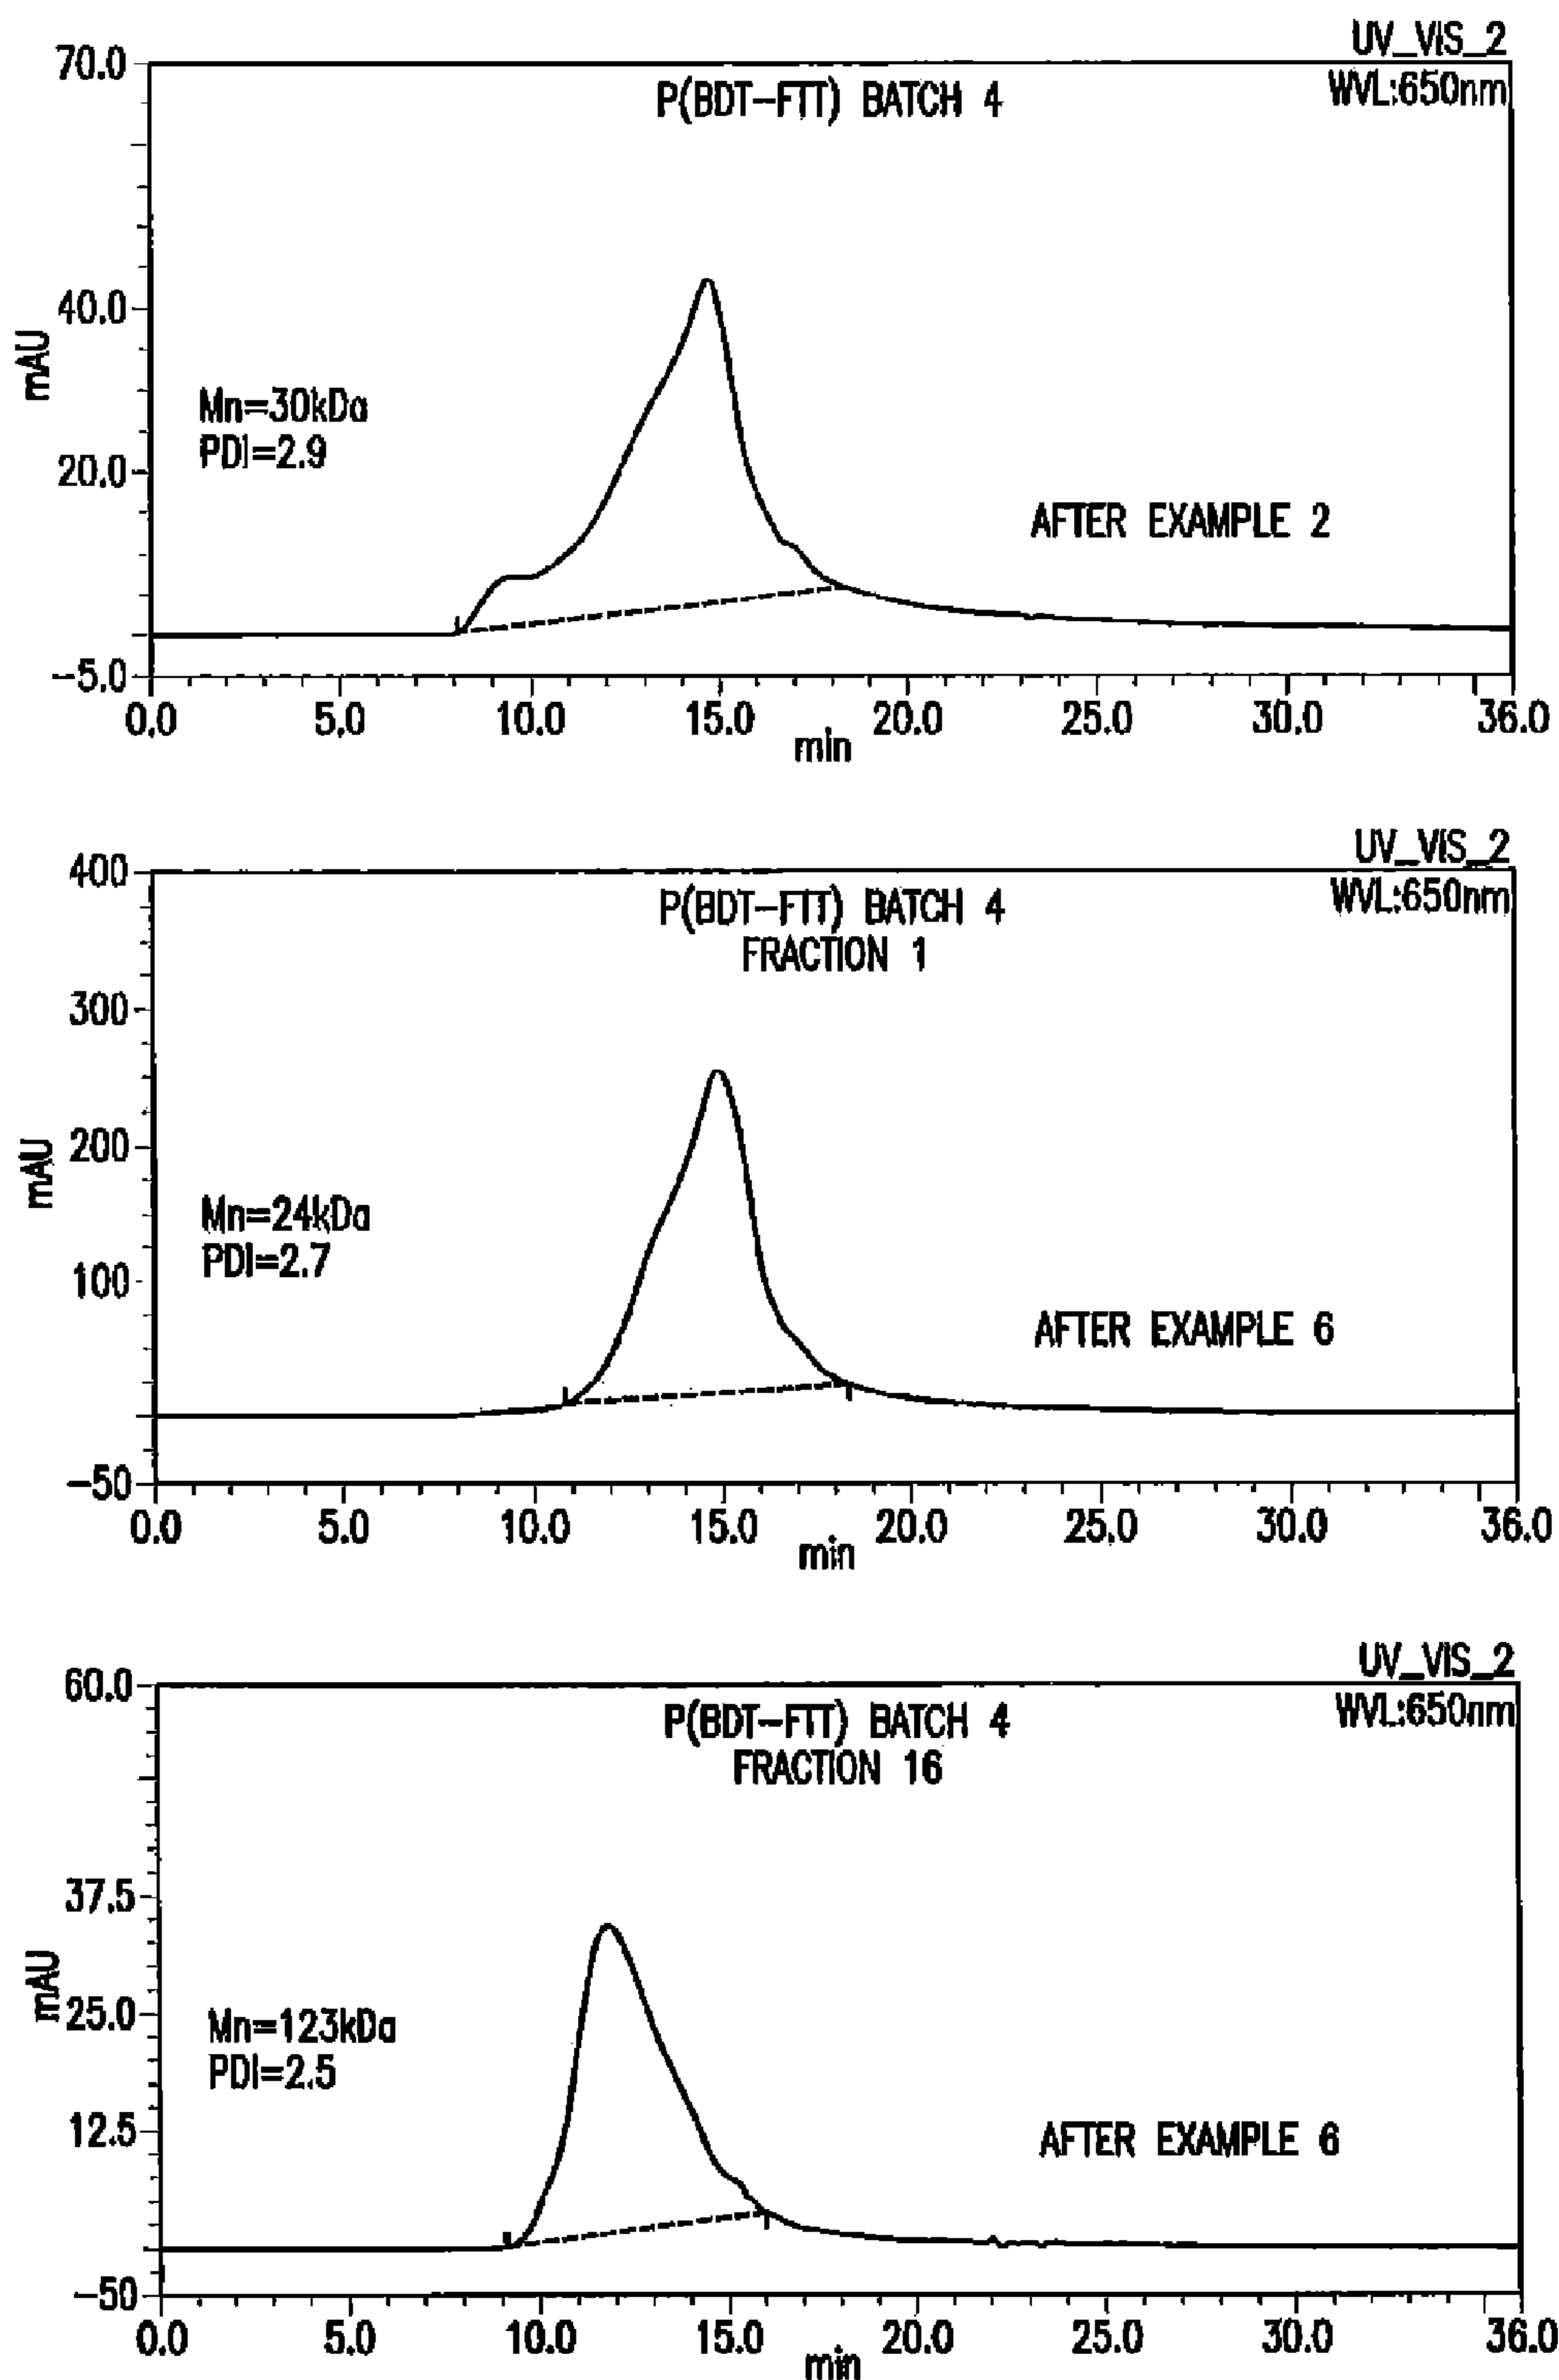 UV_VIS_2
WVL:650nm
P(BDT-FTT) BATCH 4
70.0
40.0
20.0
-5.0
mAU
Mn=30kDa
PDI=2.9
AFTER EXAMPLE 2
0.0 5.0 10.0 15.0 20.0 25.0 30.0 36.0
min
UV_VIS_2
WVL:650nm
P(BDT-FTT) BATCH 4
FRACTION 1
400
300
200
100
-50
mAU
Mn=24kDa
PDI=2.7
AFTER EXAMPLE 6
0.0 5.0 10.0 15.0 20.0 25.0 30.0 36.0
min
UV_VIS_2
WVL:650nm
P(BDT-FTT) BATCH 4
FRACTION 16
60.0
37.5
25.0
12.5
-50
mAU
Mn=123kDa
PDI=2.5
AFTER EXAMPLE 6
0.0 5.0 10.0 15.0 20.0 25.0 30.0 36.0
min